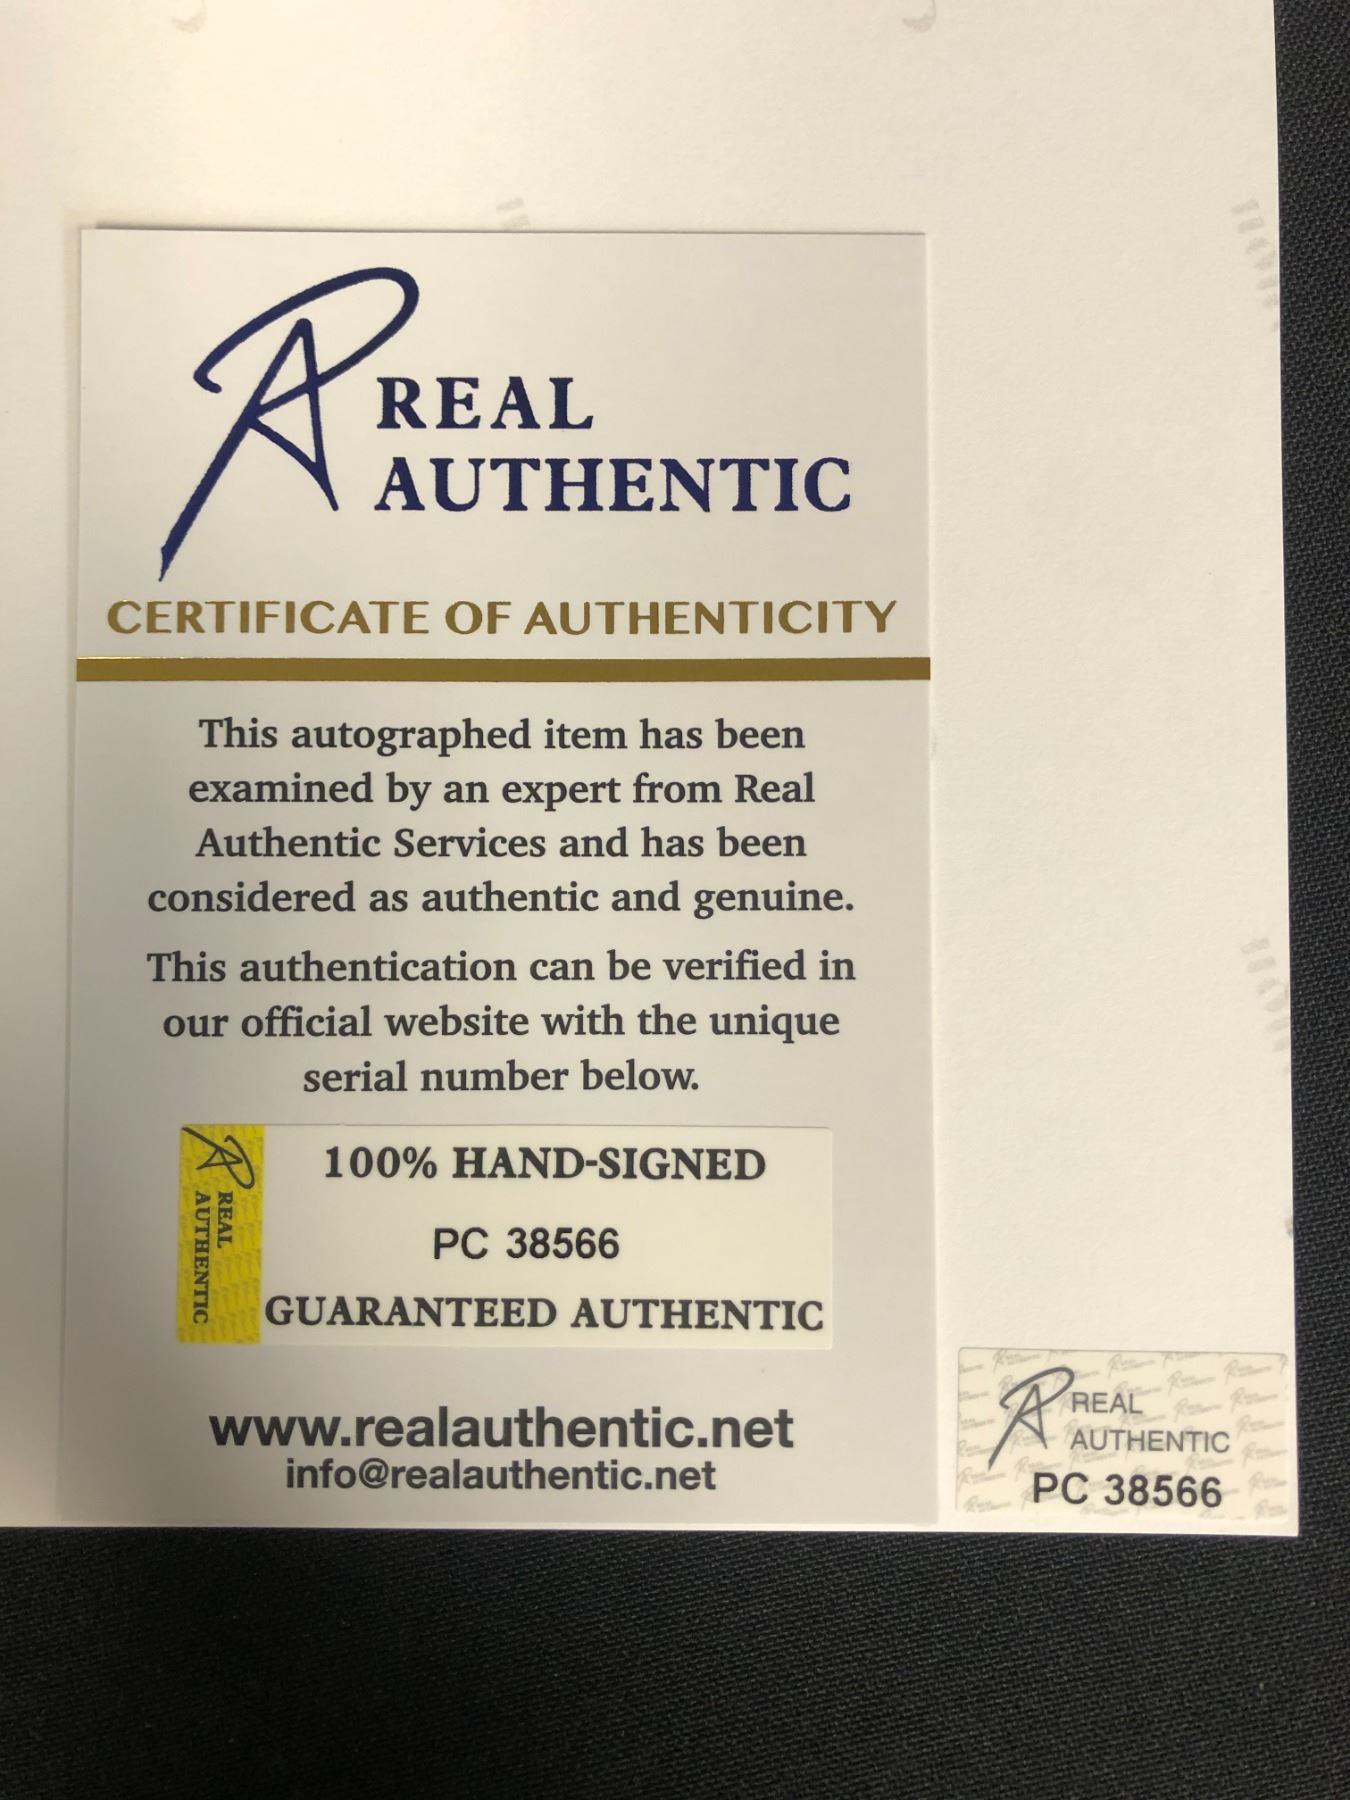 REAL
AUTHENTIC
CERTIFICATE OF AUTHENTICITY
This autographed item has been
examined by an expert from Real
Authentic Services and has been
considered as authentic and genuine.
This authentication can be verified in
our official website with the unique
serial number below.
REAL
AUTHENTIC
100% HAND-SIGNED
PC 38566
GUARANTEED AUTHENTIC
www.realauthentic.net
info@realauthentic.net
REAL
AUTHENTIC
PC 38566